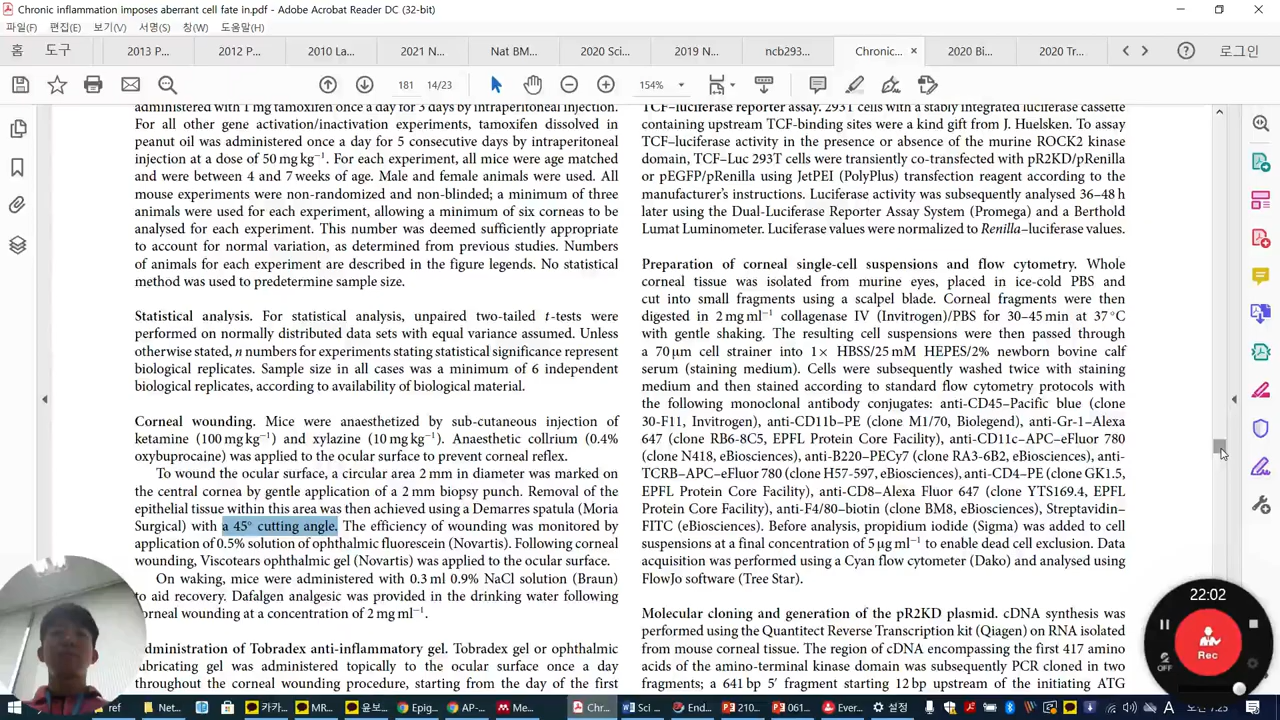 Chronic inflammation imposes aberrant cell fate in.pdf - Adobe Acrobat Reader DC (32-bit)
파일(F) 편집(E) 보기(V) 서명(S) 창(W) 도움말(H)
홈 도구 2013 P... 2012 P... 2010 La... 2021 N... Nat BM... 2020 Sci... 2019 N... ncb293... Chronic... 2020 Bi... 2020 Tr... 로그인
181 14/23 154%
administered with 1 mg tamoxifen once a day for 3 days by intraperitoneal injection.
For all other gene activation/inactivation experiments, tamoxifen dissolved in
peanut oil was administered once a day for 5 consecutive days by intraperitoneal
injection at a dose of 50 mg kg−1. For each experiment, all mice were age matched
and were between 4 and 7 weeks of age. Male and female animals were used. All
mouse experiments were non-randomized and non-blinded; a minimum of three
animals were used for each experiment, allowing a minimum of six corneas to be
analysed for each experiment. This number was deemed sufficiently appropriate
to account for normal variation, as determined from previous studies. Numbers
of animals for each experiment are described in the figure legends. No statistical
method was used to predetermine sample size.
Statistical analysis. For statistical analysis, unpaired two-tailed t-tests were
performed on normally distributed data sets with equal variance assumed. Unless
otherwise stated, n numbers for experiments stating statistical significance represent
biological replicates. Sample size in all cases was a minimum of 6 independent
biological replicates, according to availability of biological material.
Corneal wounding. Mice were anaesthetized by sub-cutaneous injection of
ketamine (100 mg kg−1) and xylazine (10 mg kg−1). Anaesthetic collrium (0.4%
oxybuprocaine) was applied to the ocular surface to prevent corneal reflex.
To wound the ocular surface, a circular area 2 mm in diameter was marked on
the central cornea by gentle application of a 2 mm biopsy punch. Removal of the
epithelial tissue within this area was then achieved using a Demarres spatula (Moria
Surgical) with a 45° cutting angle. The efficiency of wounding was monitored by
application of 0.5% solution of ophthalmic fluorescein (Novartis). Following corneal
wounding, Viscotears ophthalmic gel (Novartis) was applied to the ocular surface.
On waking, mice were administered with 0.3 ml 0.9% NaCl solution (Braun)
to aid recovery. Dafalgen analgesic was provided in the drinking water following
corneal wounding at a concentration of 2 mg ml−1.
Administration of Tobradex anti-inflammatory gel. Tobradex gel or ophthalmic
lubricating gel was administered topically to the ocular surface once a day
throughout the corneal wounding procedure, starting from the day of the first
TCF–luciferase reporter assay. 293T cells with a stably integrated luciferase cassette
containing upstream TCF-binding sites were a kind gift from J. Huelsken. To assay
TCF–luciferase activity in the presence or absence of the murine ROCK2 kinase
domain, TCF–Luc 293T cells were transiently co-transfected with pR2KD/pRenilla
or pEGFP/pRenilla using JetPEI (PolyPlus) transfection reagent according to the
manufacturer's instructions. Luciferase activity was subsequently analysed 36–48 h
later using the Dual-Luciferase Reporter Assay System (Promega) and a Berthold
Lumat Luminometer. Luciferase values were normalized to Renilla–luciferase values.
Preparation of corneal single-cell suspensions and flow cytometry. Whole
corneal tissue was isolated from murine eyes, placed in ice-cold PBS and
cut into small fragments using a scalpel blade. Corneal fragments were then
digested in 2 mg ml−1 collagenase IV (Invitrogen)/PBS for 30–45 min at 37 °C
with gentle shaking. The resulting cell suspensions were then passed through
a 70 µm cell strainer into 1× HBSS/25 mM HEPES/2% newborn bovine calf
serum (staining medium). Cells were subsequently washed twice with staining
medium and then stained according to standard flow cytometry protocols with
the following monoclonal antibody conjugates: anti-CD45–Pacific blue (clone
30-F11, Invitrogen), anti-CD11b–PE (clone M1/70, Biolegend), anti-Gr-1–Alexa
647 (clone RB6-8C5, EPFL Protein Core Facility), anti-CD11c–APC–eFluor 780
(clone N418, eBiosciences), anti-B220–PECy7 (clone RA3-6B2, eBiosciences), anti-
TCRB–APC–eFluor 780 (clone H57-597, eBiosciences), anti-CD4–PE (clone GK1.5,
EPFL Protein Core Facility), anti-CD8–Alexa Fluor 647 (clone YTS169.4, EPFL
Protein Core Facility), anti-F4/80–biotin (clone BM8, eBiosciences), Streptavidin–
FITC (eBiosciences). Before analysis, propidium iodide (Sigma) was added to cell
suspensions at a final concentration of 5 µg ml−1 to enable dead cell exclusion. Data
acquisition was performed using a Cyan flow cytometer (Dako) and analysed using
FlowJo software (Tree Star).
Molecular cloning and generation of the pR2KD plasmid. cDNA synthesis was
performed using the Quantitect Reverse Transcription kit (Qiagen) on RNA isolated
from mouse corneal tissue. The region of cDNA encompassing the first 417 amino
acids of the amino-terminal kinase domain was subsequently PCR cloned in two
fragments; a 641 bp 5′ fragment starting 12 bp upstream of the initiating ATG
22:02
Rec
OFF
ref Net... 카카... MR... 윤보... Epig... AP-... Me... Chr... Sci ... End... 210... 061... Ever... 설정